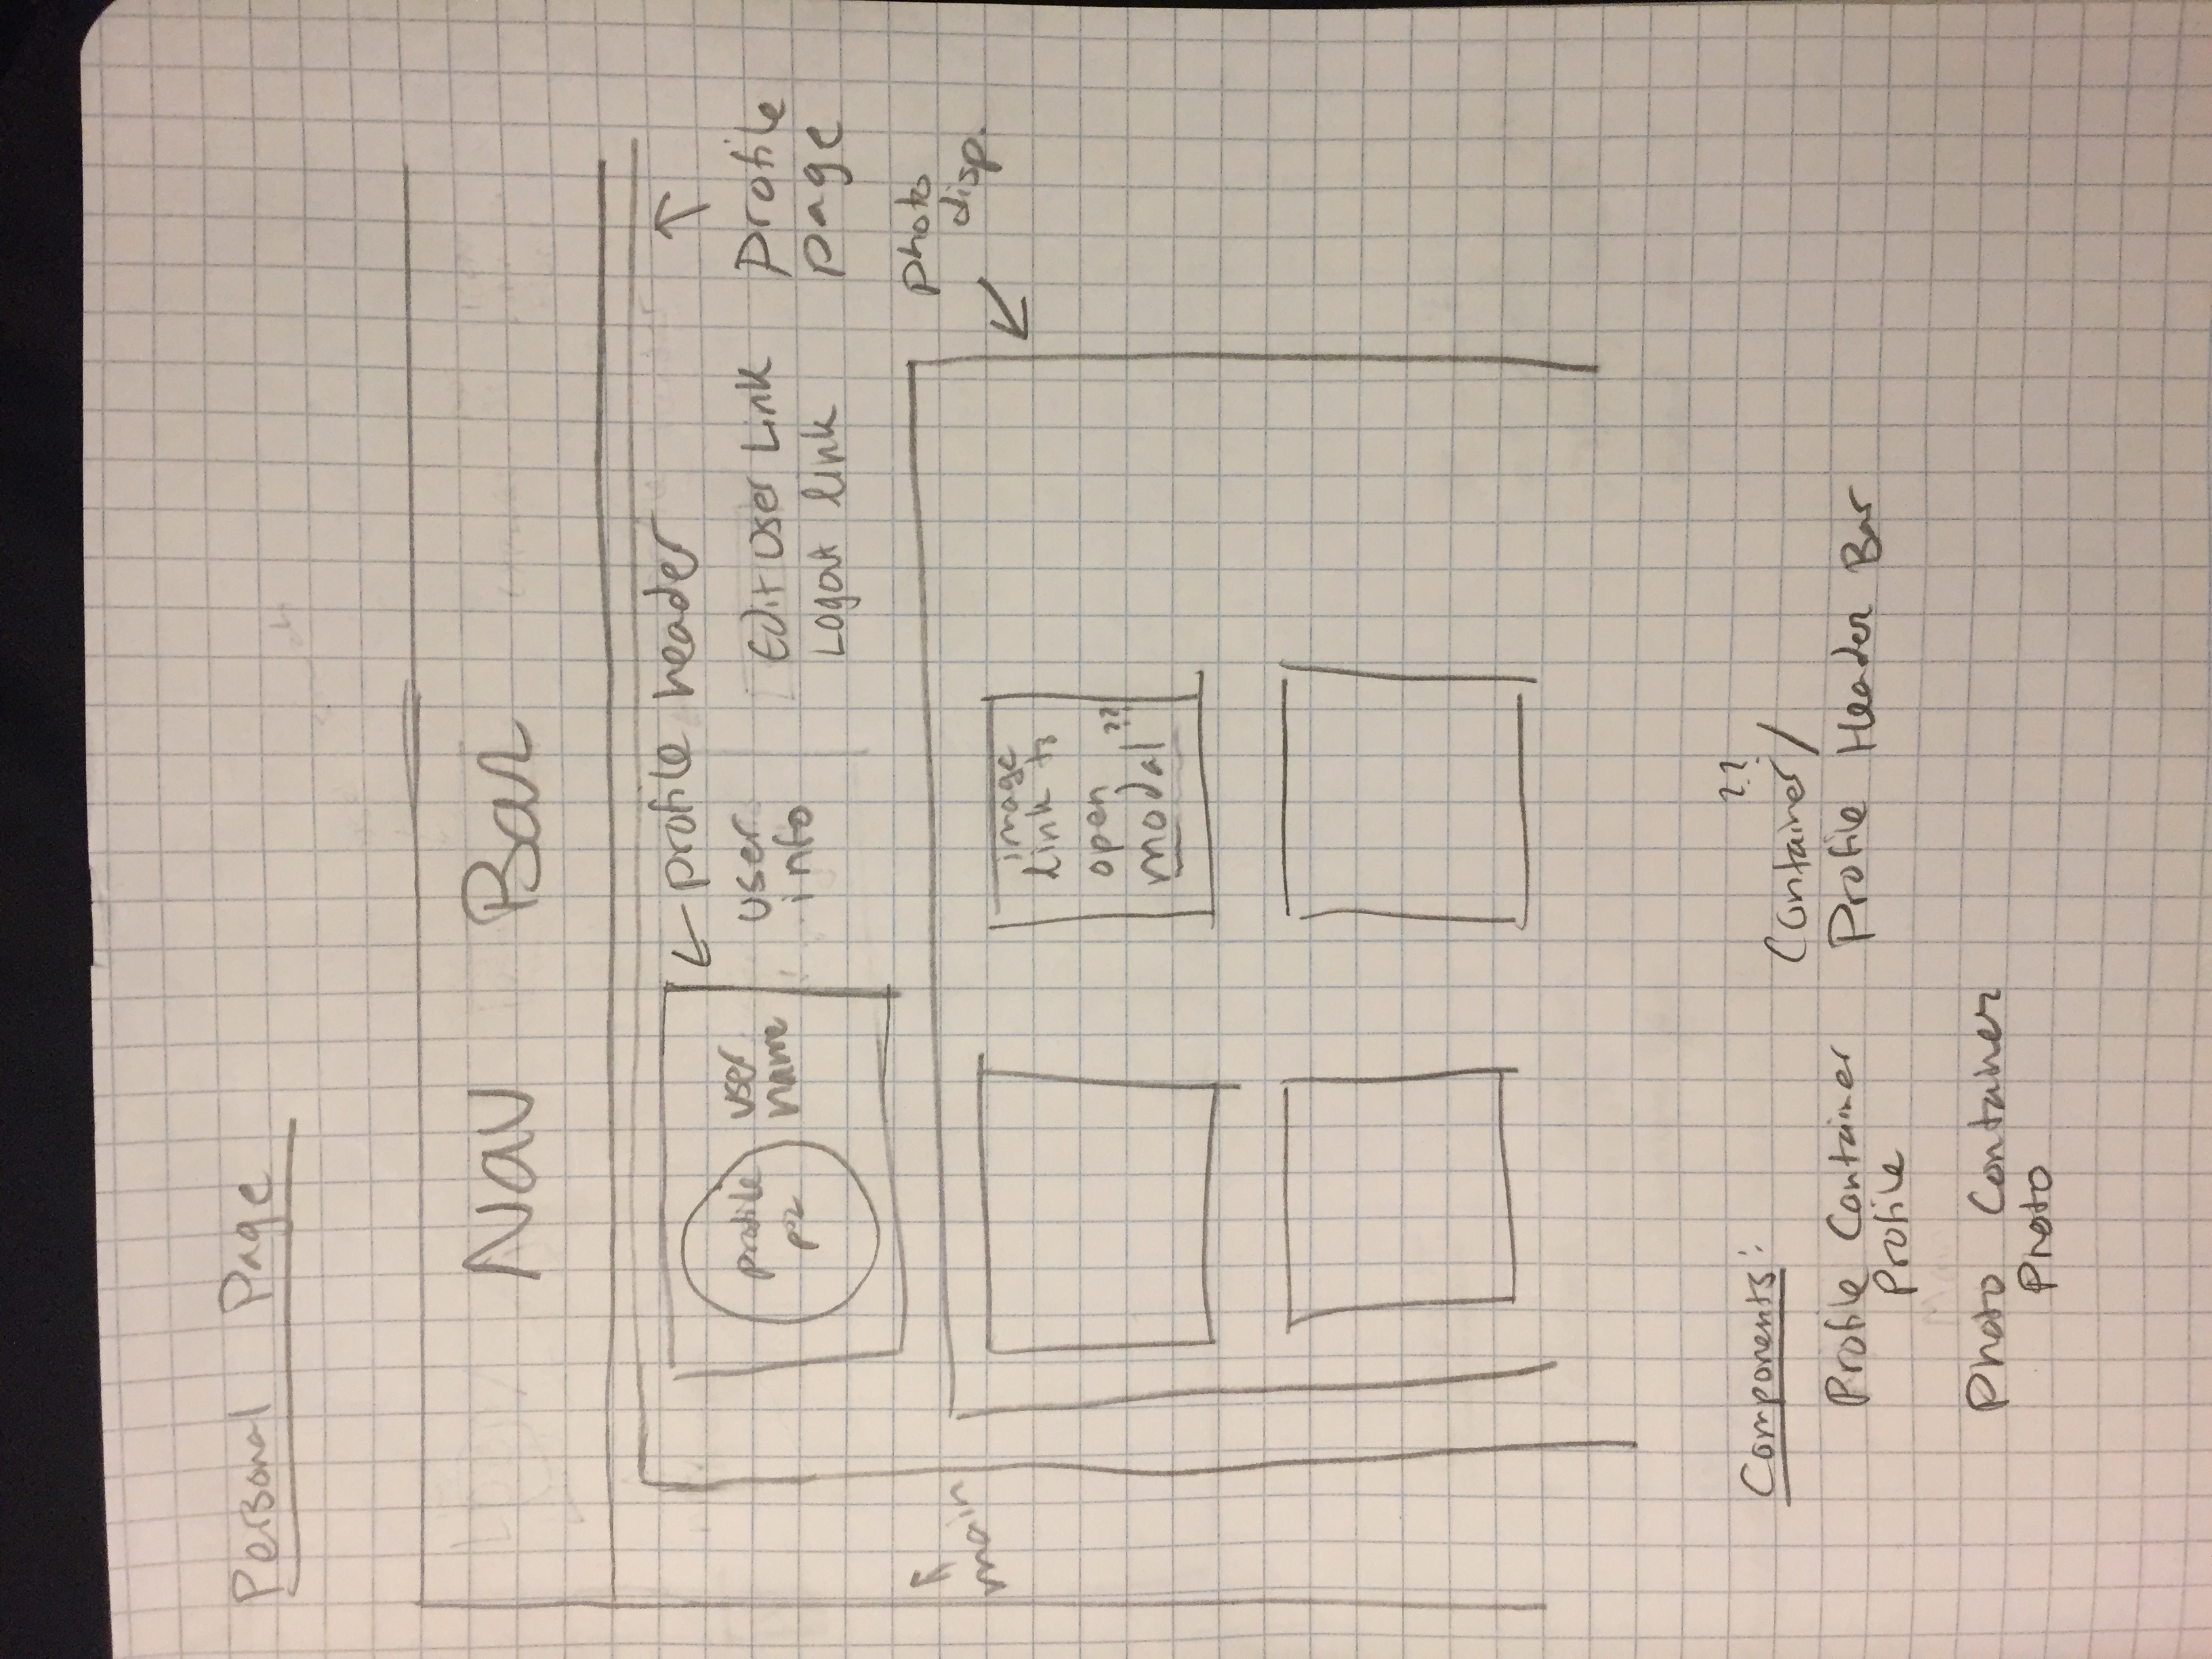 Personal Page
Nav Bar
← profile header
profile
pic
user
name
user
info
Edit User Link
Logout link
Profile
page
main
photo
disp.
image
link to
open
modal ??
Components:
Profile Container
Profile
Photo Container
Photo
??
Container /
Profile Header Bar